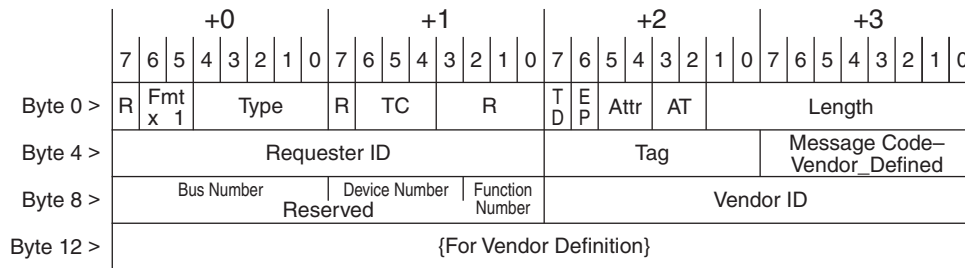 +0 +1 +2 +3
7 6 5 4 3 2 1 0 7 6 5 4 3 2 1 0 7 6 5 4 3 2 1 0 7 6 5 4 3 2 1 0
Byte 0 > R Fmt x 1 Type R TC R TD EP Attr AT Length
Byte 4 > Requester ID Tag Message Code–
Vendor_Defined
Byte 8 > Bus Number Device Number Function Number Reserved Vendor ID
Byte 12 > {For Vendor Definition}